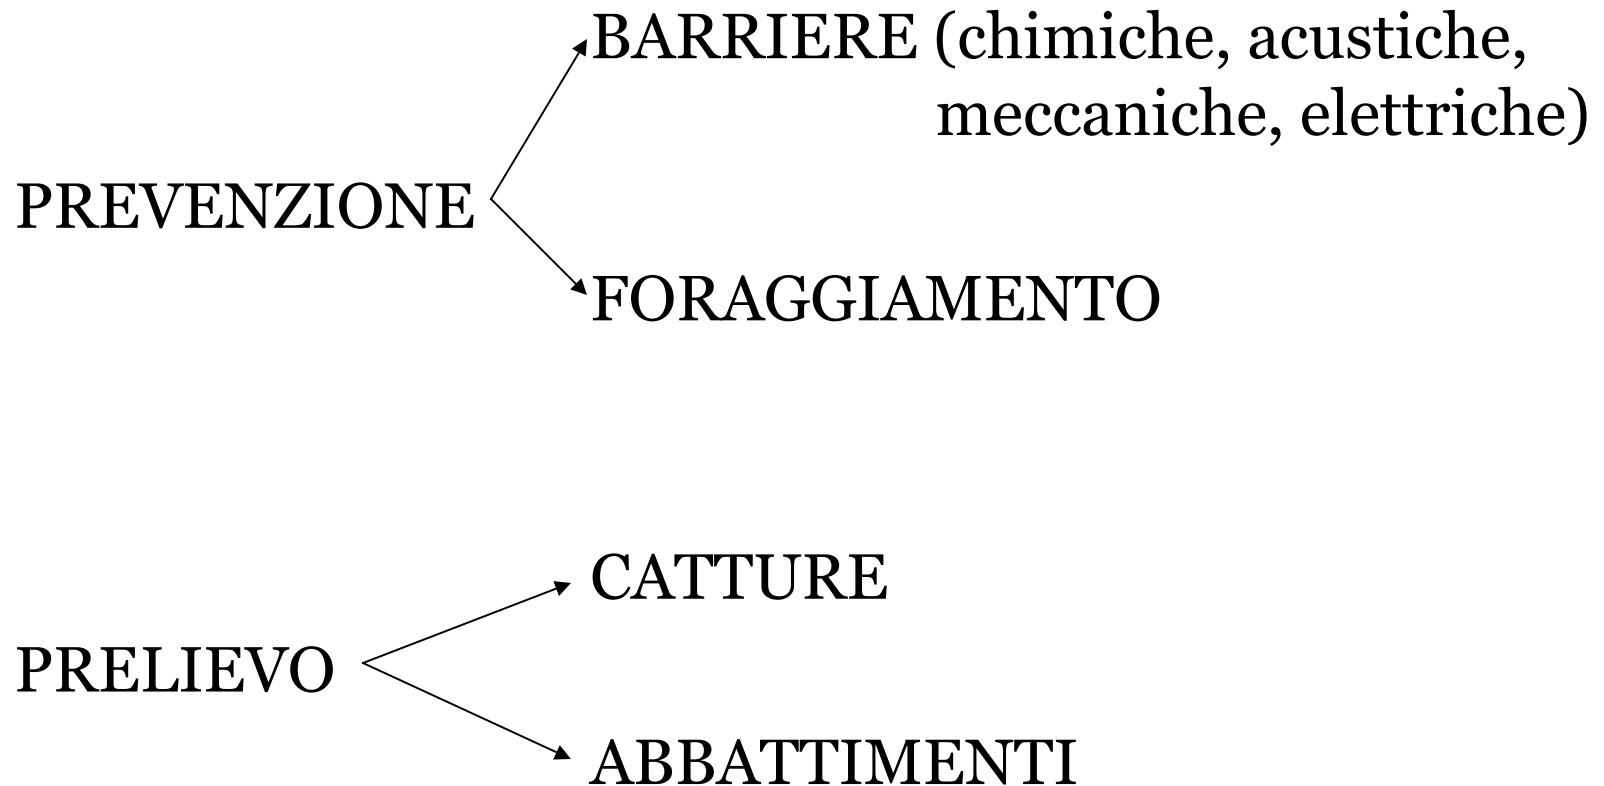 BARRIERE (chimiche, acustiche,
meccaniche, elettriche)
PREVENZIONE
FORAGGIAMENTO
CATTURE
PRELIEVO
ABBATTIMENTI